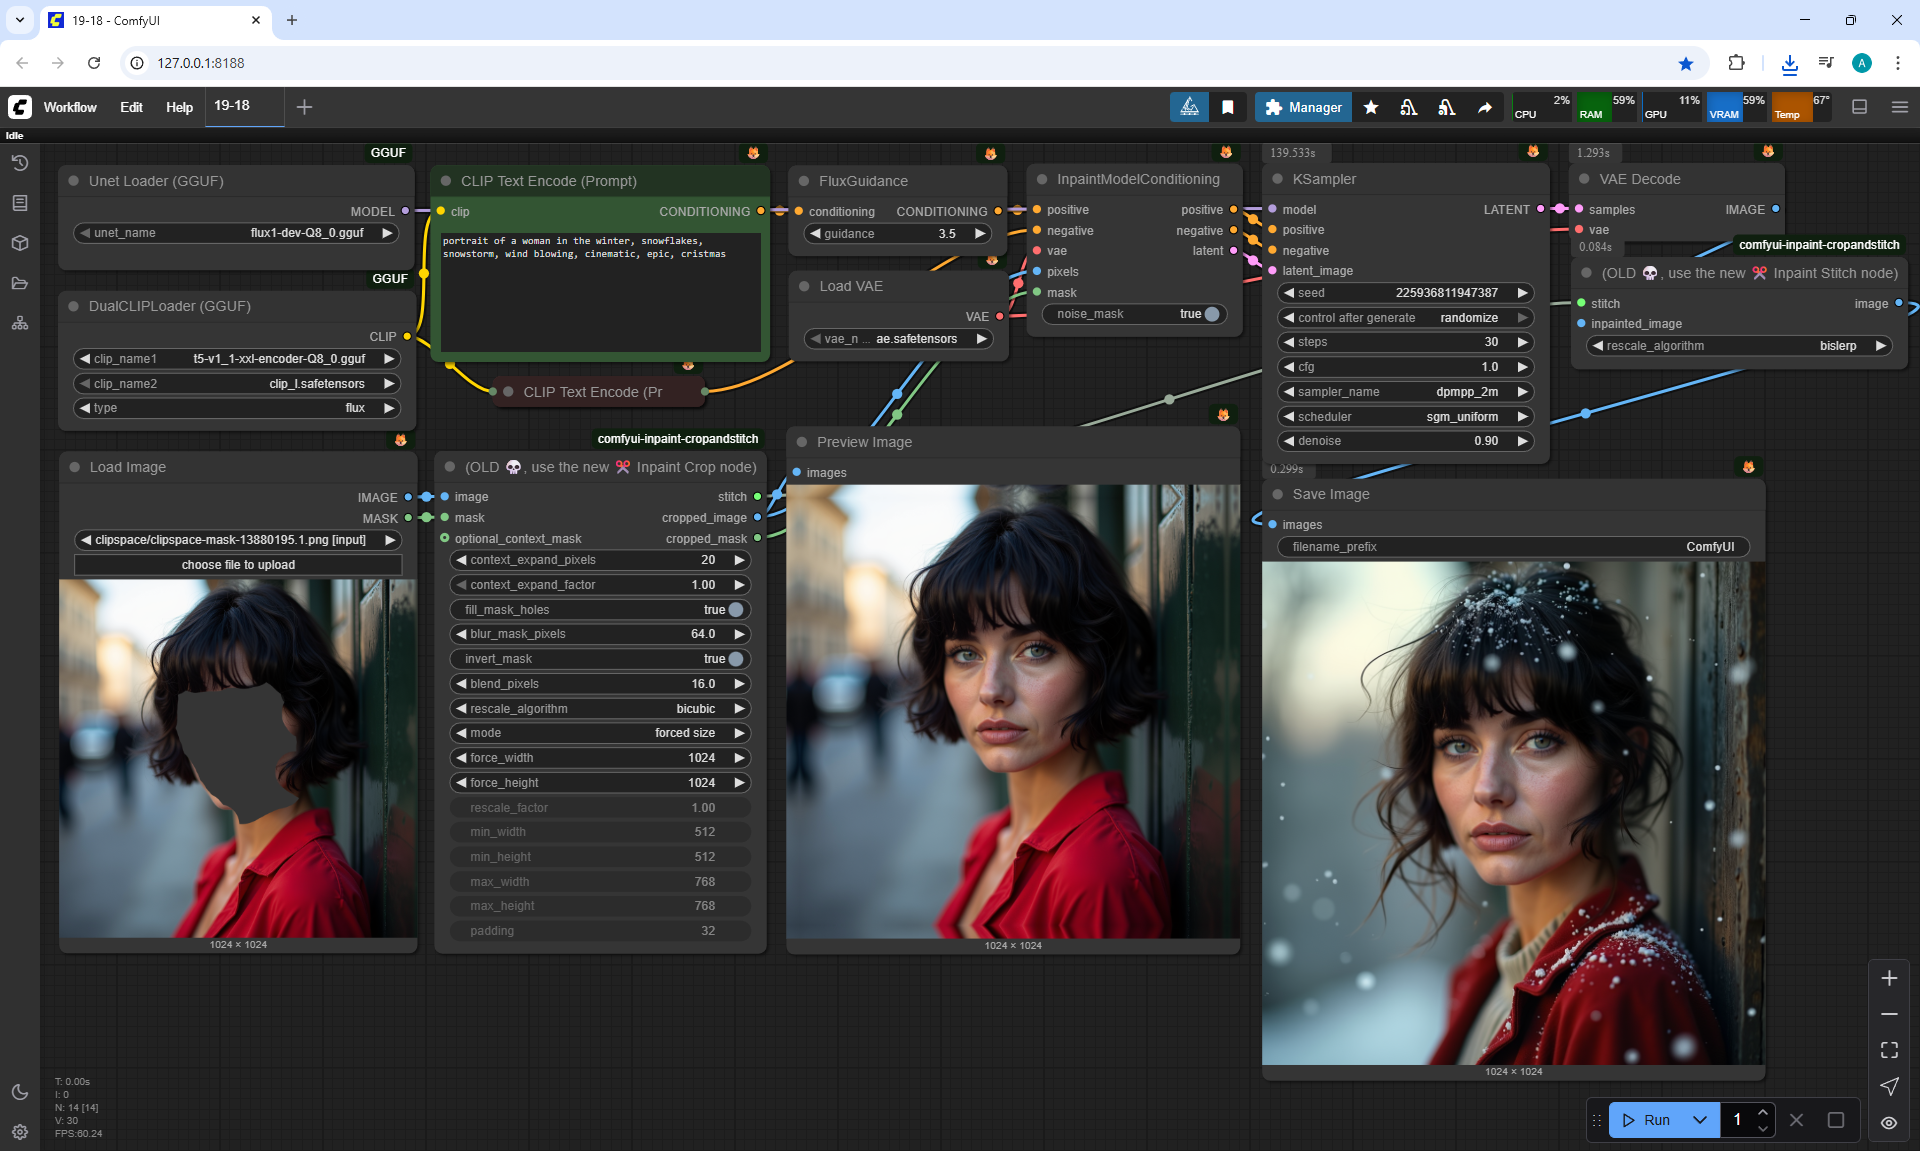 19-18 - ComfyUI
127.0.0.1:8188
A
Workflow
Edit
Help
19-18
Manager
2%
CPU
59%
RAM
11%
GPU
59%
VRAM
67°
Temp
Idle
GGUF
Unet Loader (GGUF)
MODEL
unet_name
flux1-dev-Q8_0.gguf
GGUF
DualCLIPLoader (GGUF)
CLIP
clip_name1
t5-v1_1-xxl-encoder-Q8_0.gguf
clip_name2
clip_l.safetensors
type
flux
CLIP Text Encode (Prompt)
clip
CONDITIONING
portrait of a woman in the winter, snowflakes,
snowstorm, wind blowing, cinematic, epic, cristmas
CLIP Text Encode (Pr
FluxGuidance
conditioning
CONDITIONING
guidance
3.5
Load VAE
VAE
vae_n ...
ae.safetensors
InpaintModelConditioning
positive
positive
negative
negative
vae
latent
pixels
mask
noise_mask
true
139.533s
KSampler
model
LATENT
positive
negative
latent_image
seed
225936811947387
control after generate
randomize
steps
30
cfg
1.0
sampler_name
dpmpp_2m
scheduler
sgm_uniform
denoise
0.90
1.293s
VAE Decode
samples
IMAGE
vae
0.084s
comfyui-inpaint-cropandstitch
(OLD 💀, use the new ✂️ Inpaint Stitch node)
stitch
image
inpainted_image
rescale_algorithm
bislerp
Load Image
IMAGE
MASK
clipspace/clipspace-mask-13880195.1.png [input]
choose file to upload
1024 × 1024
comfyui-inpaint-cropandstitch
(OLD 💀, use the new ✂️ Inpaint Crop node)
image
stitch
mask
cropped_image
optional_context_mask
cropped_mask
context_expand_pixels
20
context_expand_factor
1.00
fill_mask_holes
true
blur_mask_pixels
64.0
invert_mask
true
blend_pixels
16.0
rescale_algorithm
bicubic
mode
forced size
force_width
1024
force_height
1024
rescale_factor
1.00
min_width
512
min_height
512
max_width
768
max_height
768
padding
32
Preview Image
images
1024 × 1024
0.299s
Save Image
images
filename_prefix
ComfyUI
1024 × 1024
T: 0.00s
I: 0
N: 14 [14]
V: 30
FPS:60.24
Run
1